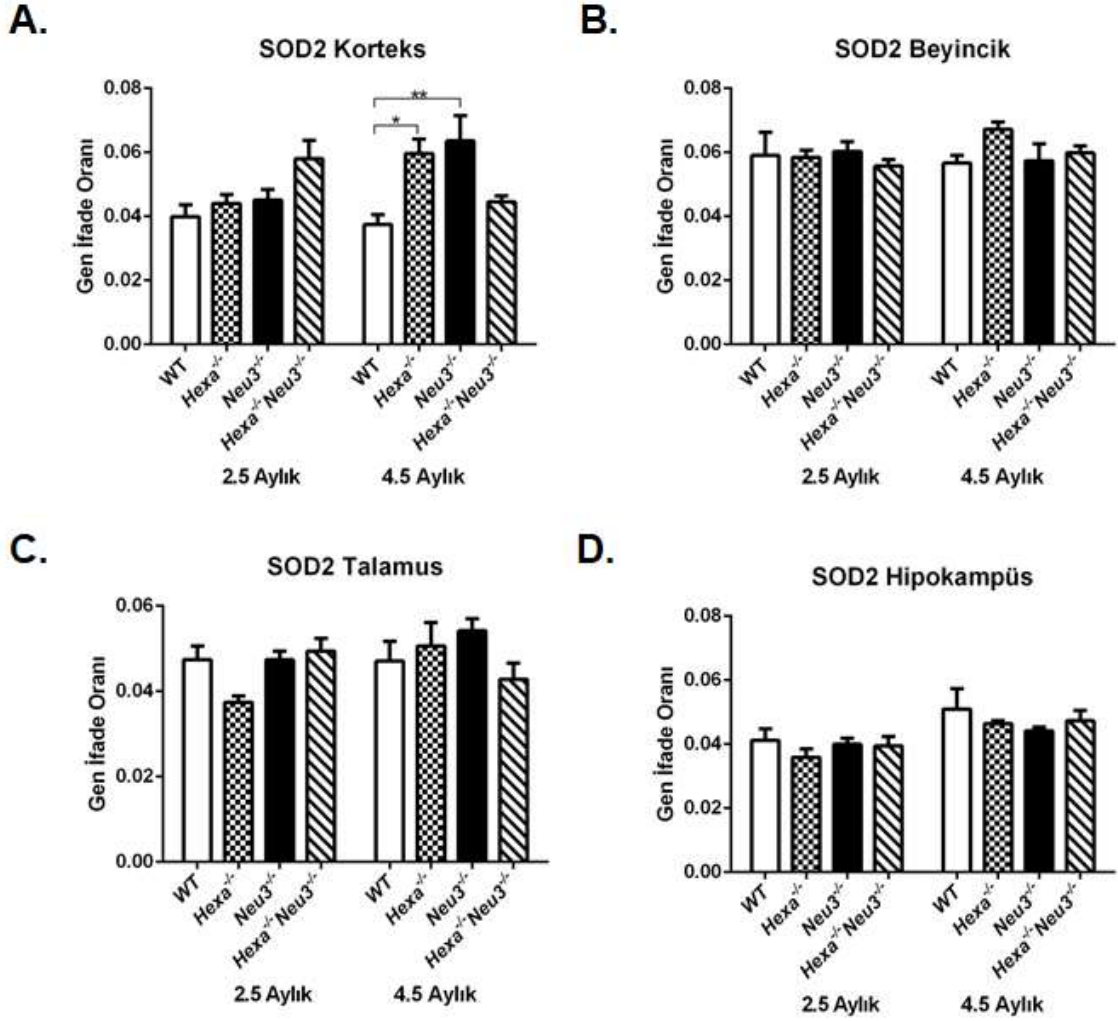 A.
SOD2 Korteks
Gen İfade Oranı
0.08
0.06
0.04
0.02
0.00
**
*
WT
Hexa-/-
Neu3-/-
Hexa-/-Neu3-/-
WT
Hexa-/-
Neu3-/-
Hexa-/-Neu3-/-
2.5 Aylık
4.5 Aylık
B.
SOD2 Beyincik
Gen İfade Oranı
0.08
0.06
0.04
0.02
0.00
WT
Hexa-/-
Neu3-/-
Hexa-/-Neu3-/-
WT
Hexa-/-
Neu3-/-
Hexa-/-Neu3-/-
2.5 Aylık
4.5 Aylık
C.
SOD2 Talamus
Gen İfade Oranı
0.06
0.04
0.02
0.00
WT
Hexa-/-
Neu3-/-
Hexa-/-Neu3-/-
WT
Hexa-/-
Neu3-/-
Hexa-/-Neu3-/-
2.5 Aylık
4.5 Aylık
D.
SOD2 Hipokampüs
Gen İfade Oranı
0.08
0.06
0.04
0.02
0.00
WT
Hexa-/-
Neu3-/-
Hexa-/-Neu3-/-
WT
Hexa-/-
Neu3-/-
Hexa-/-Neu3-/-
2.5 Aylık
4.5 Aylık